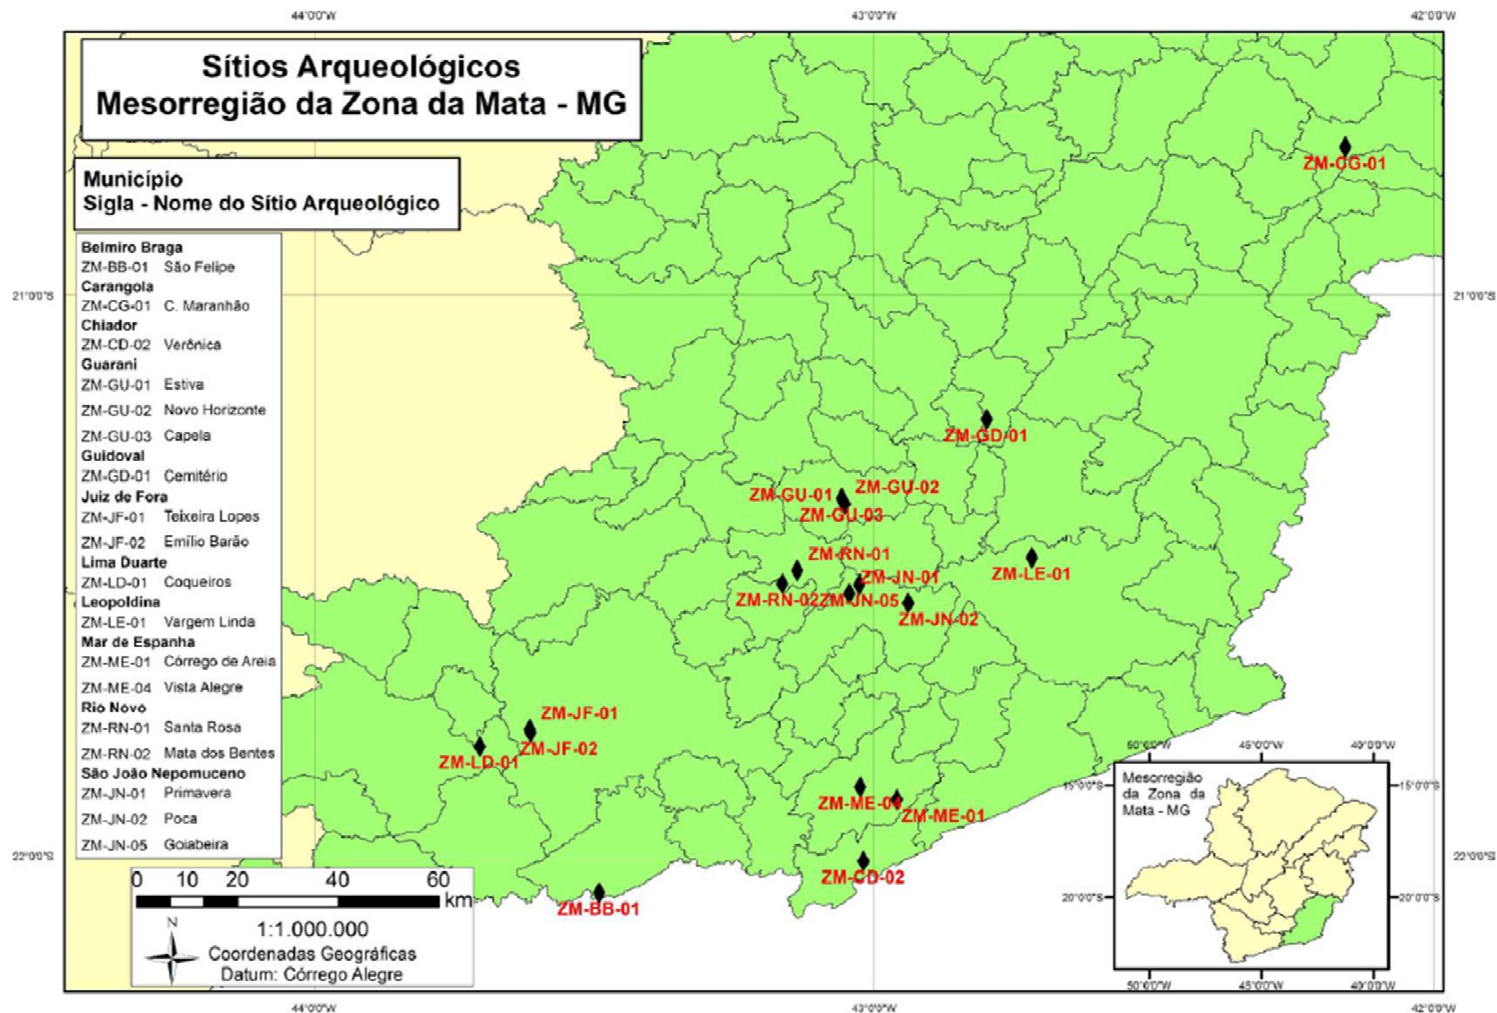 44°0'0"W 43°0'0"W 42°0'0"W
Sítios Arqueológicos
Mesorregião da Zona da Mata - MG
Município
Sigla - Nome do Sítio Arqueológico
Belmiro Braga
ZM-BB-01 São Felipe
Carangola
ZM-CG-01 C. Maranhão
Chiador
ZM-CD-02 Verônica
Guarani
ZM-GU-01 Estiva
ZM-GU-02 Novo Horizonte
ZM-GU-03 Capela
Guidoval
ZM-GD-01 Cemitério
Juiz de Fora
ZM-JF-01 Teixeira Lopes
ZM-JF-02 Emílio Barão
Lima Duarte
ZM-LD-01 Coqueiros
Leopoldina
ZM-LE-01 Vargem Linda
Mar de Espanha
ZM-ME-01 Córrego de Areia
ZM-ME-04 Vista Alegre
Rio Novo
ZM-RN-01 Santa Rosa
ZM-RN-02 Mata dos Bentes
São João Nepomuceno
ZM-JN-01 Primavera
ZM-JN-02 Poca
ZM-JN-05 Goiabeira
ZM-CG-01
21°0'0"S 21°0'0"S
ZM-GD-01
ZM-GU-01 ZM-GU-02
ZM-GU-03
ZM-RN-01
ZM-LE-01
ZM-JN-01
ZM-RN-02 ZM-JN-05
ZM-JN-02
ZM-JF-01
ZM-JF-02
ZM-LD-01
ZM-ME-0
ZM-ME-01
22°0'0"S 22°0'0"S
ZM-CD-02
ZM-BB-01
0 10 20 40 60
km
N
1:1.000.000
Coordenadas Geográficas
Datum: Córrego Alegre
50°0'0"W 45°0'0"W 40°0'0"W
Mesorregião
da Zona da
Mata - MG
15°0'0"S 15°0'0"S
20°0'0"S 20°0'0"S
50°0'0"W 45°0'0"W 40°0'0"W
44°0'0"W 43°0'0"W 42°0'0"W